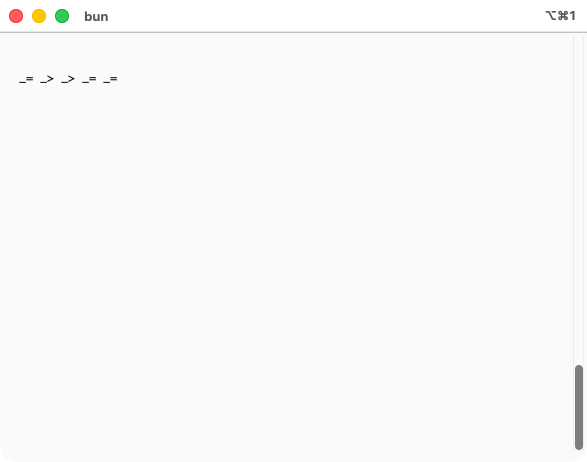 bun
⌥⌘1
_= _> _> _= _=